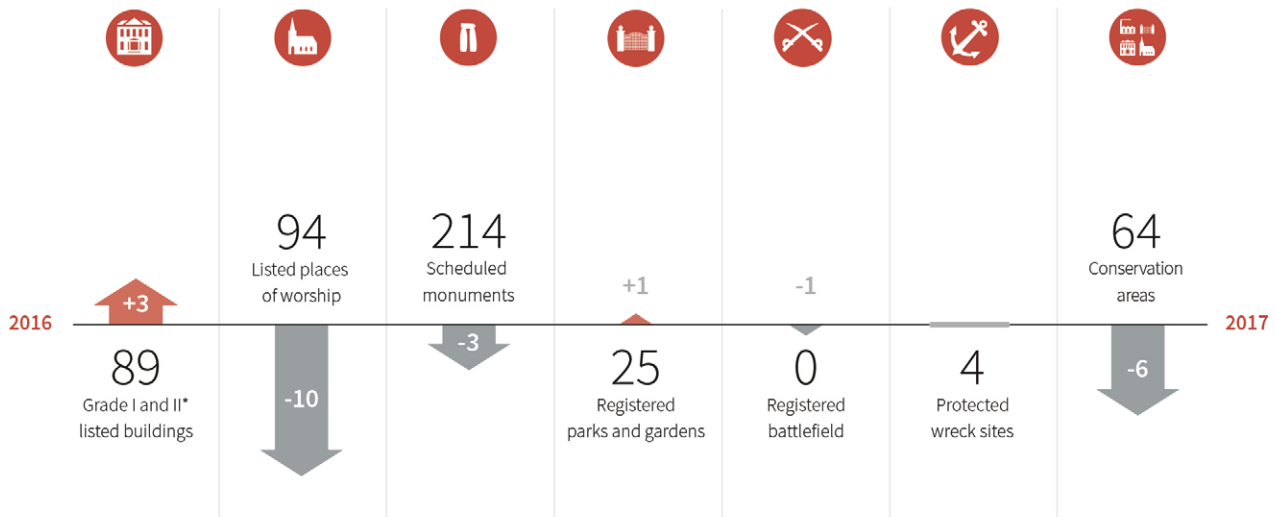 2016
+3
89
Grade I and II*
listed buildings
94
Listed places
of worship
-10
214
Scheduled
monuments
-3
+1
25
Registered
parks and gardens
-1
0
Registered
battlefield
4
Protected
wreck sites
64
Conservation
areas
-6
2017